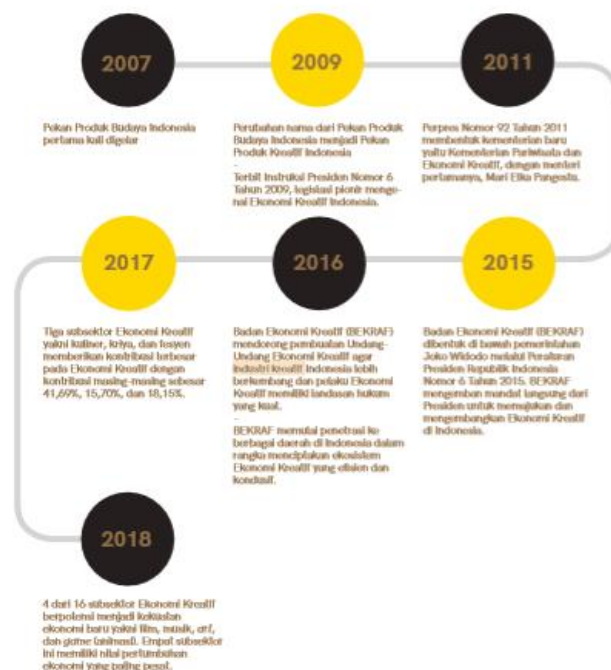 2007
Pekan Produk Budaya Indonesia
pertama kali digelar
2009
Perubahan nama dari Pekan Produk
Budaya Indonesia menjadi Pekan
Produk Kreatif Indonesia
-
Terbit Instruksi Presiden Nomor 6
Tahun 2009, legislasi pionir menge-
nai Ekonomi Kreatif Indonesia.
2011
Perpres Nomor 92 Tahun 2011
membentuk kementerian baru
yaitu Kementerian Pariwisata dan
Ekonomi Kreatif, dengan menteri
pertamanya, Mari Elka Pangestu.
2015
Badan Ekonomi Kreatif (BEKRAF)
dibentuk di bawah pemerintahan
Joko Widodo melalui Peraturan
Presiden Republik Indonesia
Nomor 6 Tahun 2015. BEKRAF
mengemban mandat langsung dari
Presiden untuk memajukan dan
mengembangkan Ekonomi Kreatif
di Indonesia.
2016
Badan Ekonomi Kreatif (BEKRAF)
mendorong pembuatan Undang-
Undang Ekonomi Kreatif agar
industri kreatif Indonesia lebih
berkembang dan pelaku Ekonomi
Kreatif memiliki landasan hukum
yang kuat.
-
BEKRAF memulai penetrasi ke
berbagai daerah di Indonesia dalam
rangka menciptakan ekosistem
Ekonomi Kreatif yang efisien dan
kondusif.
2017
Tiga subsektor Ekonomi Kreatif
yakni kuliner, kriya, dan fesyen
memberikan kontribusi terbesar
pada Ekonomi Kreatif dengan
kontribusi masing-masing sebesar
41,69%, 15,70%, dan 18,15%.
2018
4 dari 16 subsektor Ekonomi Kreatif
berpotensi menjadi kekuatan
ekonomi baru yakni film, musik, art,
dan game (animasi). Empat subsektor
ini memiliki nilai pertumbuhan
ekonomi yang paling pesat.